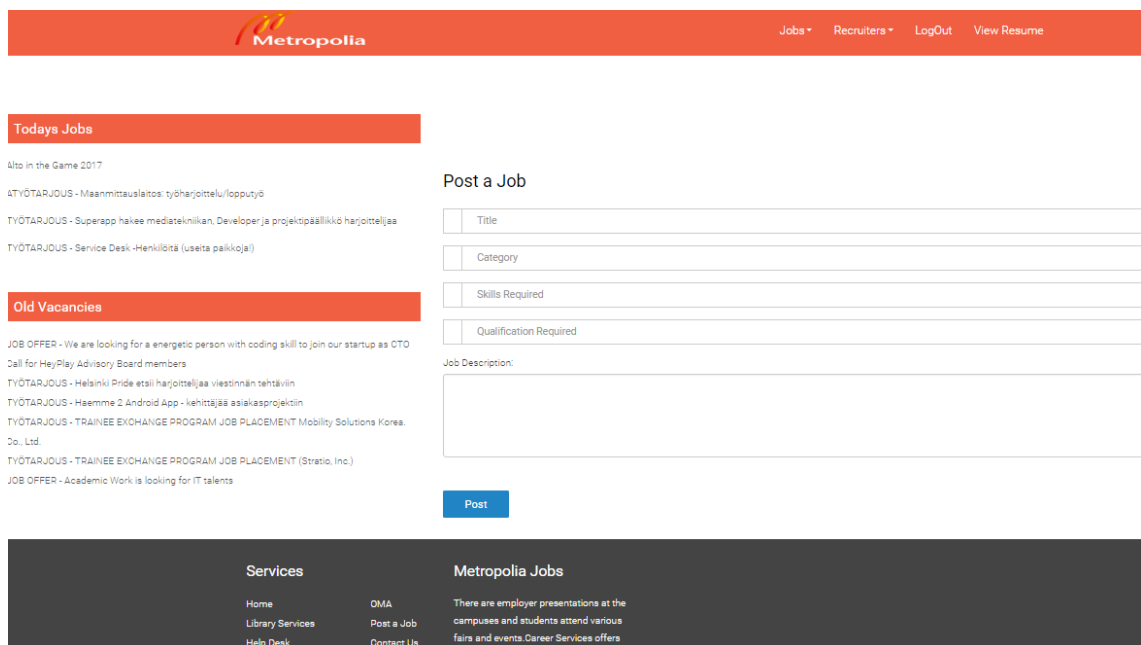 Metropolia
Jobs
Recruiters
LogOut
View Resume
Todays Jobs
Alto in the Game 2017
ATYÖTARJOUS - Maanmittauslaitos: työharjoittelu/lopputyö
TYÖTARJOUS - Superapp hakee mediatekniikan, Developer ja projektipäällikkö harjoittelijaa
TYÖTARJOUS - Service Desk -Henkilöitä (useita paikkoja!)
Old Vacancies
JOB OFFER - We are looking for a energetic person with coding skill to join our startup as CTO
Call for HeyPlay Advisory Board members
TYÖTARJOUS - Helsinki Pride etsii harjoittelijaa viestinnän tehtäviin
TYÖTARJOUS - Haemme 2 Android App - kehittäjää asiakasprojektiin
TYÖTARJOUS - TRAINEE EXCHANGE PROGRAM JOB PLACEMENT Mobility Solutions Korea.
Co., Ltd.
TYÖTARJOUS - TRAINEE EXCHANGE PROGRAM JOB PLACEMENT (Stratio, Inc.)
JOB OFFER - Academic Work is looking for IT talents
Post a Job
Title
Category
Skills Required
Qualification Required
Job Description:
Post
Services
Home
Library Services
Help Desk
OMA
Post a Job
Contact Us
Metropolia Jobs
There are employer presentations at the
campuses and students attend various
fairs and events.Career Services offers